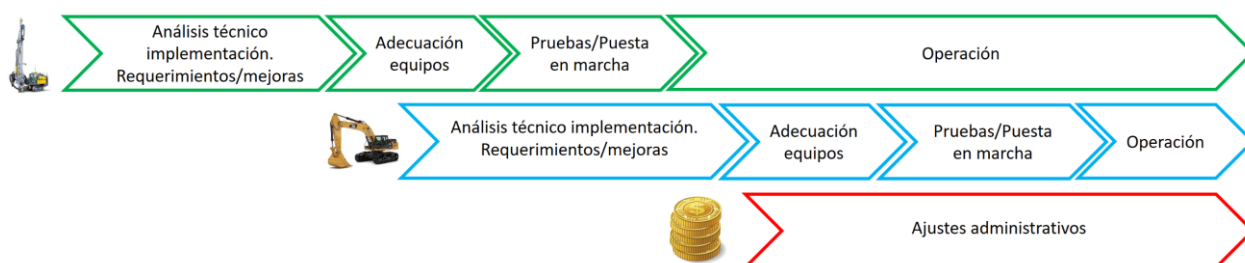 Análisis técnico
implementación.
Requerimientos/mejoras
Adecuación
equipos
Pruebas/Puesta
en marcha
Operación
Análisis técnico implementación.
Requerimientos/mejoras
Adecuación
equipos
Pruebas/Puesta
en marcha
Operación
Ajustes administrativos